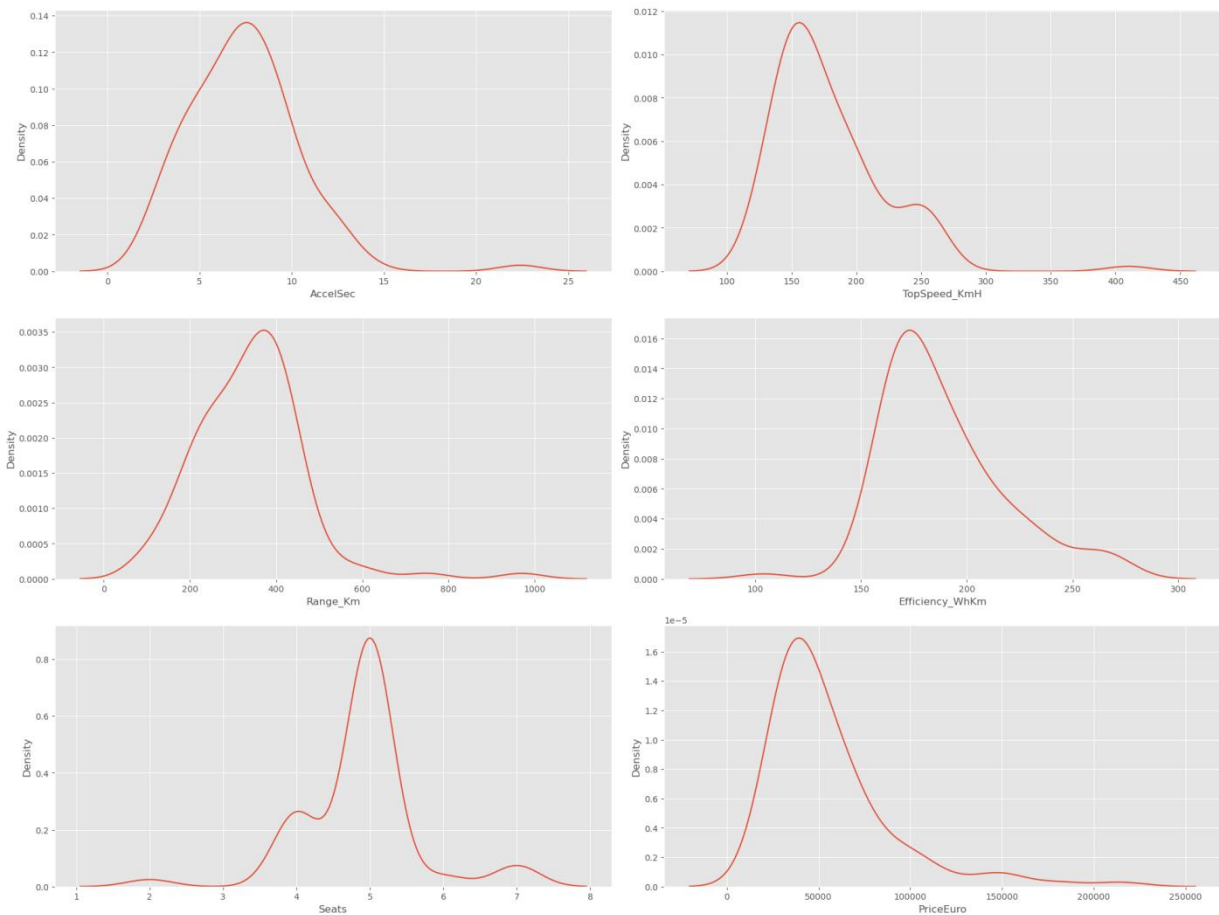 0.14
0.12
0.10
0.08
0.06
0.04
0.02
0.00
Density
0 5 10 15 20 25
AccelSec
0.012
0.010
0.008
0.006
0.004
0.002
0.000
Density
100 150 200 250 300 350 400 450
TopSpeed_KmH
0.0035
0.0030
0.0025
0.0020
0.0015
0.0010
0.0005
0.0000
Density
0 200 400 600 800 1000
Range_Km
0.016
0.014
0.012
0.010
0.008
0.006
0.004
0.002
0.000
Density
100 150 200 250 300
Efficiency_WhKm
0.8
0.6
0.4
0.2
0.0
Density
1 2 3 4 5 6 7 8
Seats
1e−5
1.6
1.4
1.2
1.0
0.8
0.6
0.4
0.2
0.0
Density
0 50000 100000 150000 200000 250000
PriceEuro